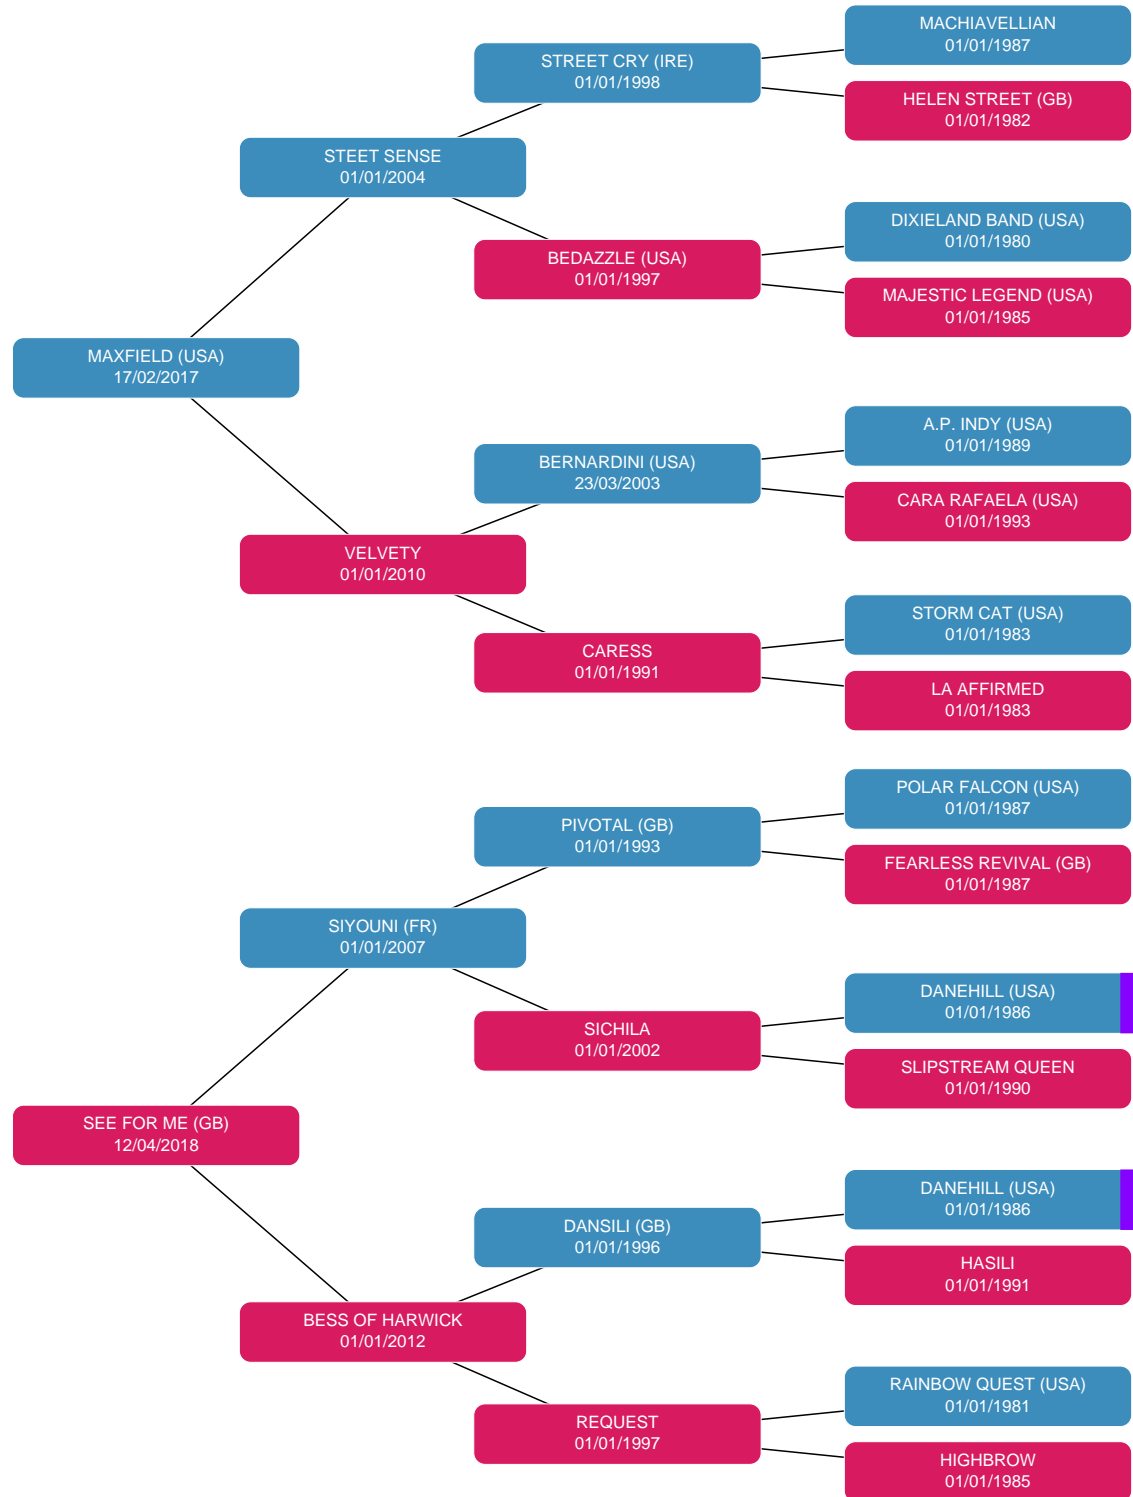 MACHIAVELLIAN
01/01/1987
STREET CRY (IRE)
01/01/1998
HELEN STREET (GB)
01/01/1982
STEET SENSE
01/01/2004
DIXIELAND BAND (USA)
01/01/1980
BEDAZZLE (USA)
01/01/1997
MAJESTIC LEGEND (USA)
01/01/1985
MAXFIELD (USA)
17/02/2017
A.P. INDY (USA)
01/01/1989
BERNARDINI (USA)
23/03/2003
CARA RAFAELA (USA)
01/01/1993
VELVETY
01/01/2010
STORM CAT (USA)
01/01/1983
CARESS
01/01/1991
LA AFFIRMED
01/01/1983
POLAR FALCON (USA)
01/01/1987
PIVOTAL (GB)
01/01/1993
FEARLESS REVIVAL (GB)
01/01/1987
SIYOUNI (FR)
01/01/2007
DANEHILL (USA)
01/01/1986
SICHILA
01/01/2002
SLIPSTREAM QUEEN
01/01/1990
SEE FOR ME (GB)
12/04/2018
DANEHILL (USA)
01/01/1986
DANSILI (GB)
01/01/1996
HASILI
01/01/1991
BESS OF HARWICK
01/01/2012
RAINBOW QUEST (USA)
01/01/1981
REQUEST
01/01/1997
HIGHBROW
01/01/1985